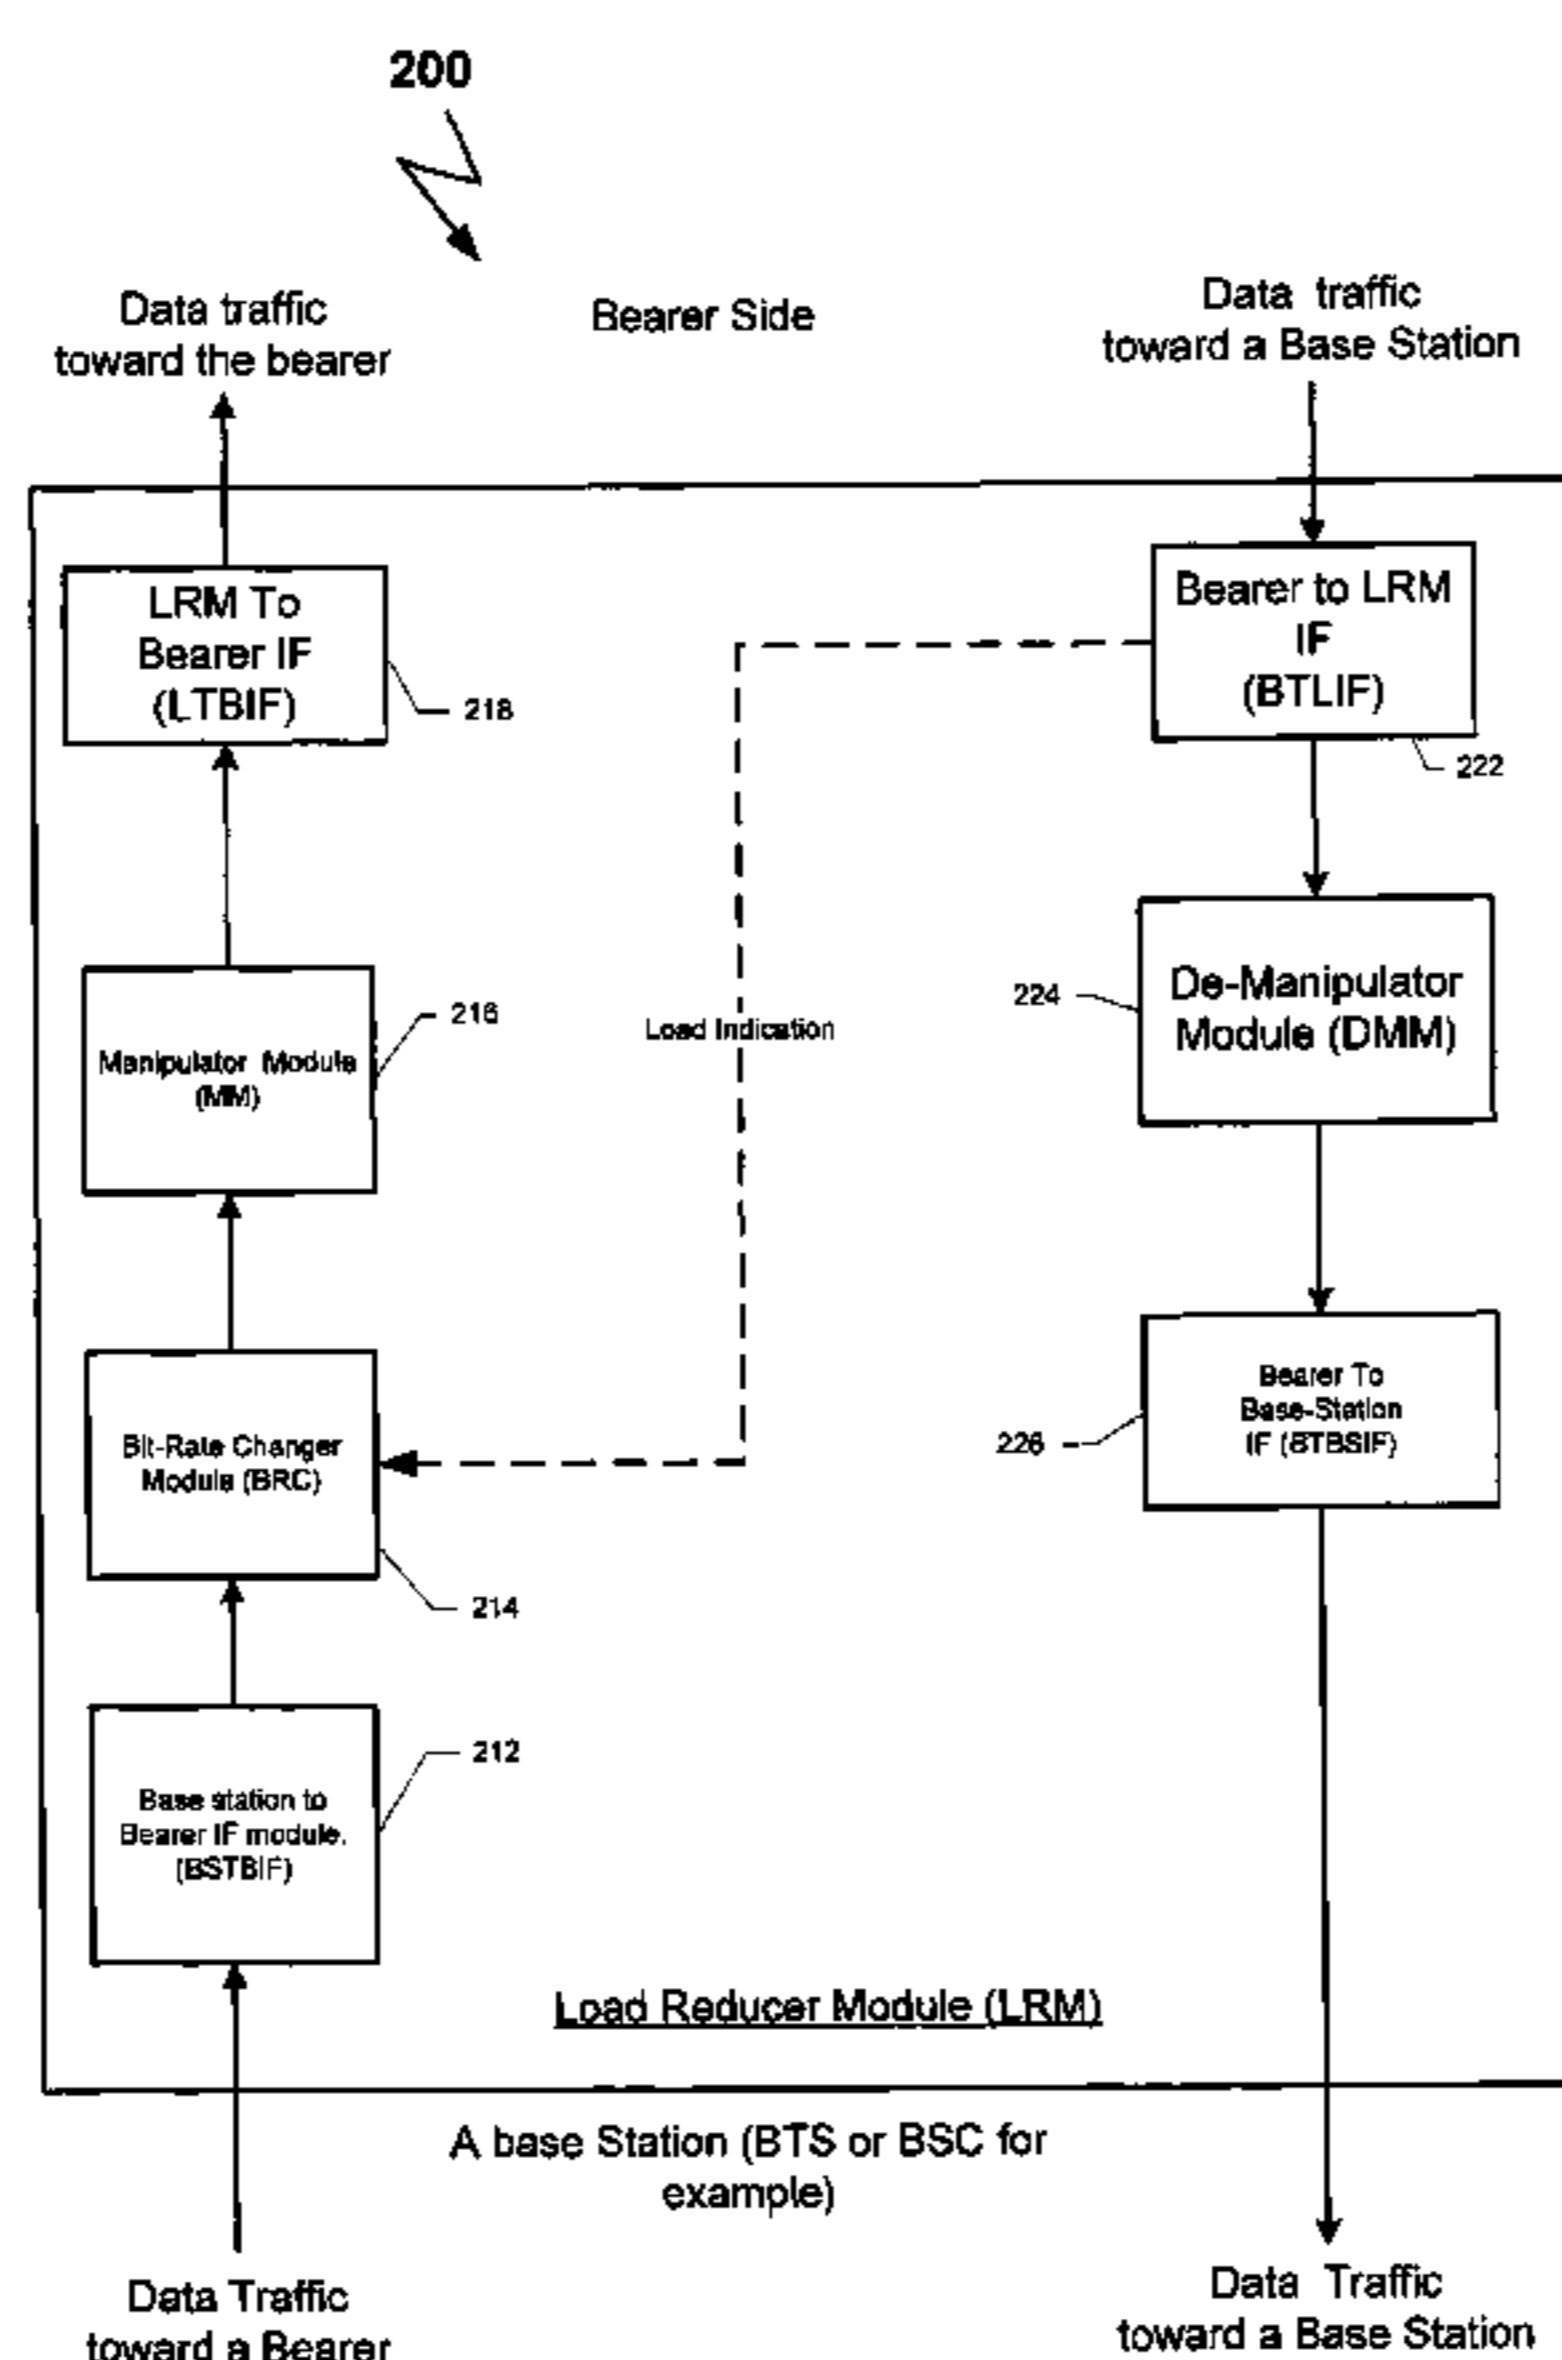 200
Data traffic
toward the bearer
Bearer Side
Data traffic
toward a Base Station
LRM To
Bearer IF
(LTBIF)
218
Bearer to LRM
IF
(BTLIF)
222
Manipulator Module
(MM)
216
Load Indication
224
De-Manipulator
Module (DMM)
Bit-Rate Changer
Module (BRC)
214
226
Bearer To
Base-Station
IF (BTBSIF)
Base station to
Bearer IF module.
(BSTBIF)
212
Load Reducer Module (LRM)
A base Station (BTS or BSC for
example)
Data Traffic
toward a Bearer
Data Traffic
toward a Base Station